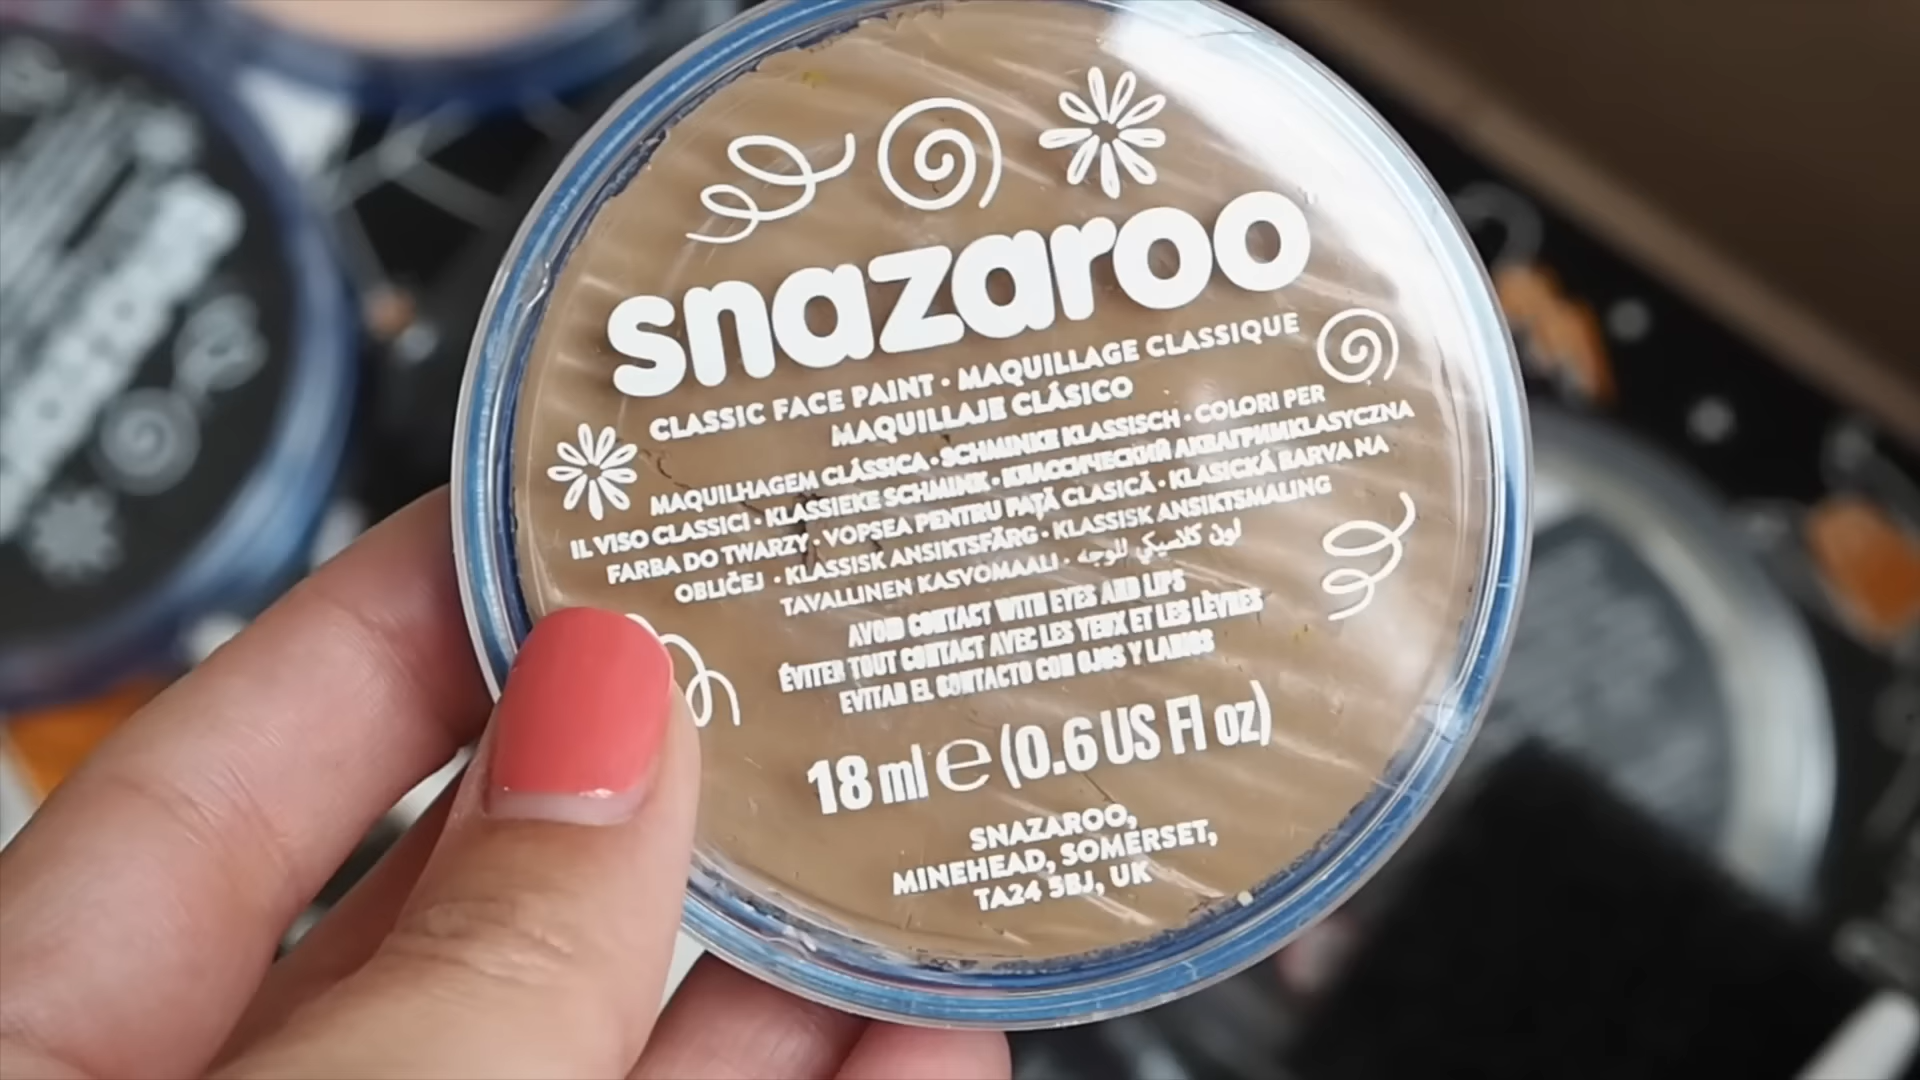 snazaroo
CLASSIC FACE PAINT · MAQUILLAGE CLASSIQUE
MAQUILLAJE CLÁSICO
MAQUILHAGEM CLÁSSICA · SCHMINKE KLASSISCH · COLORI PER
IL VISO CLASSICI · KLASSIEKE SCHMINK · КЛАССИЧЕСКИЙ АКВАГРИМKLASYCZNA
FARBA DO TWARZY · VOPSEA PENTRU PAȚĂ CLASICĂ · KLASICKÁ BARVA NA
OBLIČEJ · KLASSISK ANSIKTSFÄRG · KLASSISK ANSIKTSMALING
TAVALLINEN KASVOMAALI · لون كلاسيكي للوجه
AVOID CONTACT WITH EYES AND LIPS
ÉVITER TOUT CONTACT AVEC LES YEUX ET LES LÈVRES
EVITAR EL CONTACTO CON OJOS Y LABIOS
18 ml e (0.6 US Fl oz)
SNAZAROO,
MINEHEAD, SOMERSET,
TA24 5BJ, UK